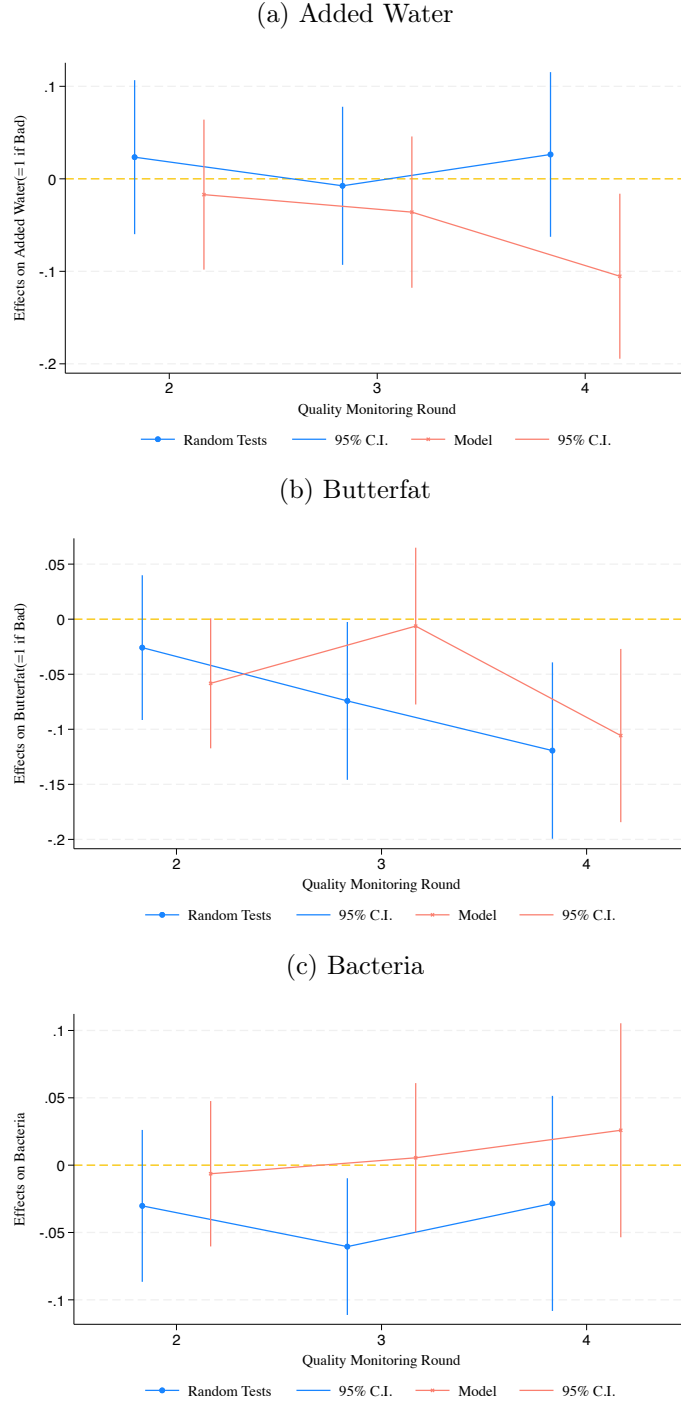 (a) Added Water
Effects on Added Water(=1 if Bad)
.1
0
-.1
-.2
2 3 4
Quality Monitoring Round
Random Tests 95% C.I. Model 95% C.I.
(b) Butterfat
Effects on Butterfat(=1 if Bad)
.05
0
-.05
-.1
-.15
-.2
2 3 4
Quality Monitoring Round
Random Tests 95% C.I. Model 95% C.I.
(c) Bacteria
Effects on Bacteria
.1
.05
0
-.05
-.1
2 3 4
Quality Monitoring Round
Random Tests 95% C.I. Model 95% C.I.